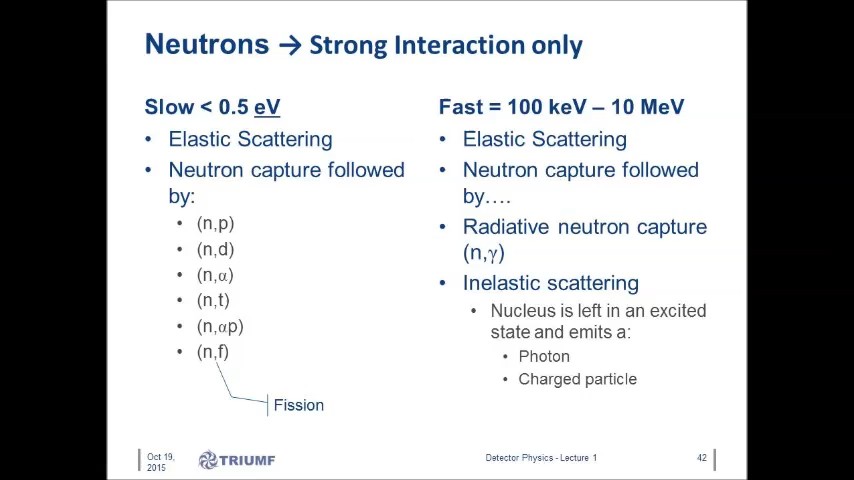 Neutrons → Strong Interaction only
Slow < 0.5 eV
• Elastic Scattering
• Neutron capture followed
by:
• (n,p)
• (n,d)
• (n,α)
• (n,t)
• (n,αp)
• (n,f)
Fission
Fast = 100 keV – 10 MeV
• Elastic Scattering
• Neutron capture followed
by….
• Radiative neutron capture
(n,γ)
• Inelastic scattering
• Nucleus is left in an excited
state and emits a:
• Photon
• Charged particle
Oct 19,
2015
TRIUMF
Detector Physics - Lecture 1
42